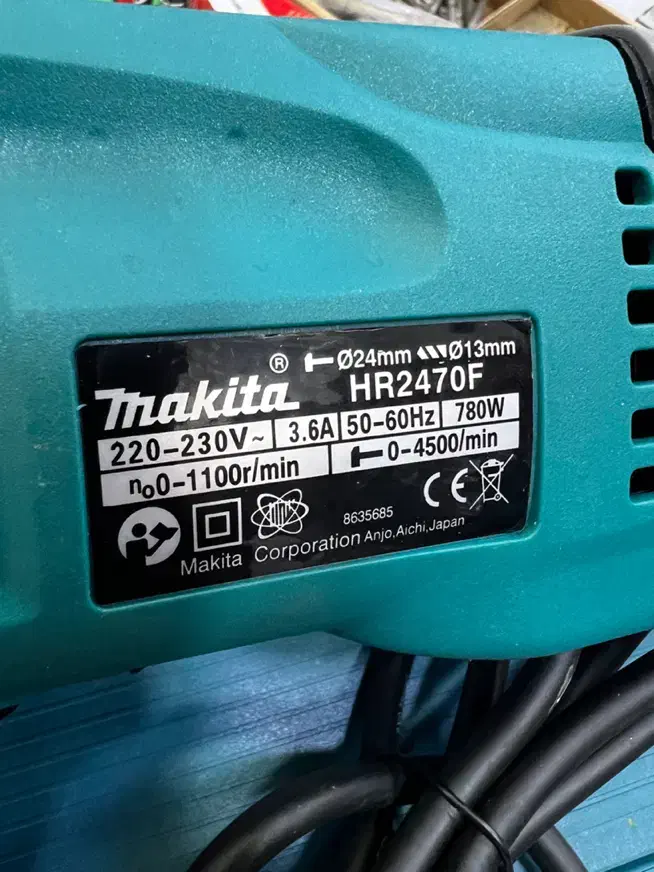 ® Ø24mm Ø13mm
makita HR2470F
220-230V~ 3.6A 50-60Hz 780W
n₀0-1100r/min 0-4500/min
8635685
Makita Corporation Anjo,Aichi,Japan
CE